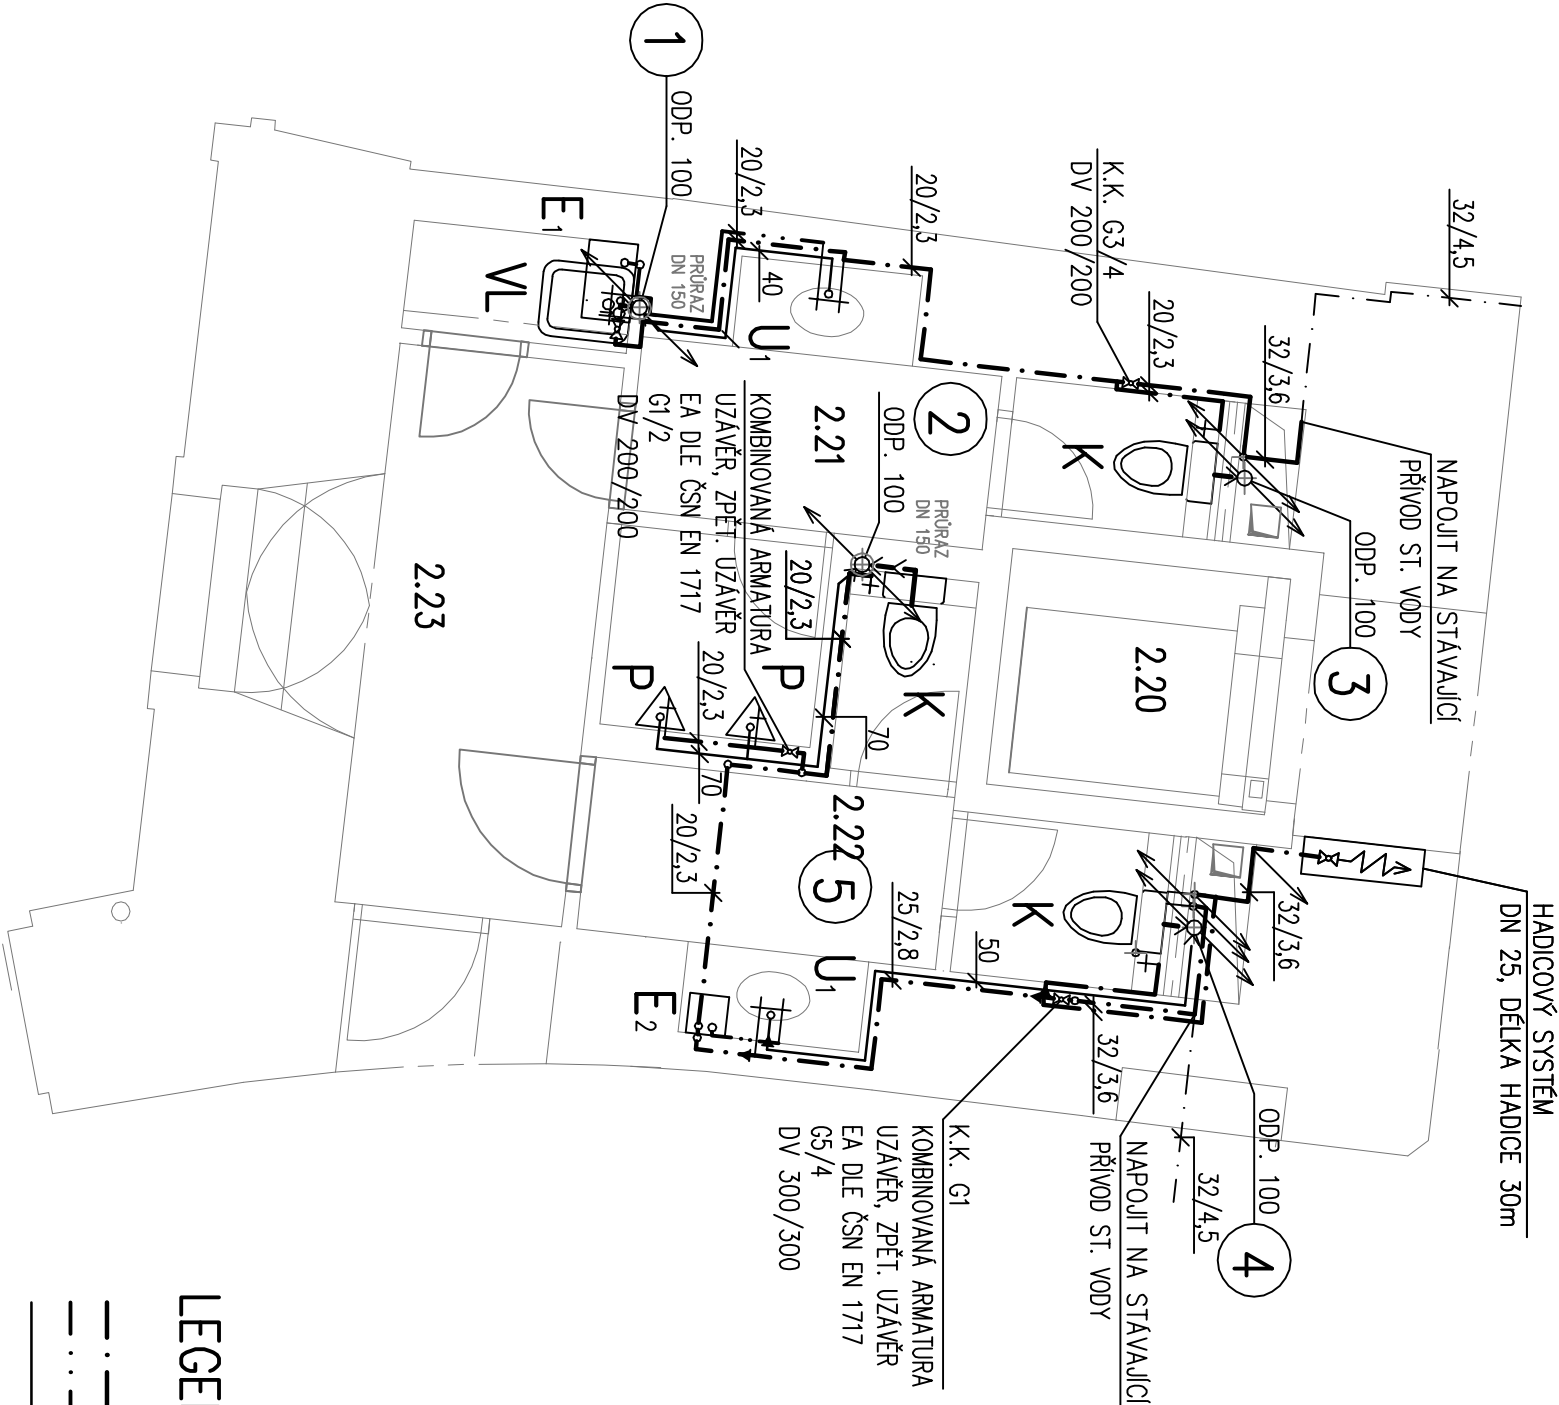 1
ODP. 100
20/2,3
20/2,3
K.K. G3/4
DV 200/200
32/4,5
20/2,3
32/3,6
E1
VL
PRŮRAZ
DN 150
40
U1
2.21
2
ODP. 100
PRŮRAZ
DN 150
K
NAPOJIT NA STÁVAJÍCÍ
PŘÍVOD ST. VODY
ODP. 100
3
KOMBINOVANÁ ARMATURA
UZÁVĚR, ZPĚT. UZÁVĚR
EA DLE ČSN EN 1717
G1/2
DV 200/200
2.23
20/2,3
20/2,3
P
P
70
70
K
2.20
2.22
5
20/2,3
25/2,8
50
K
32/3,6
HADICOVÝ SYSTÉM
DN 25, DÉLKA HADICE 30m
U1
E2
32/3,6
K.K. G1
KOMBINOVANÁ ARMATURA
UZÁVĚR, ZPĚT. UZÁVĚR
EA DLE ČSN EN 1717
G5/4
DV 300/300
NAPOJIT NA STÁVAJÍCÍ
PŘÍVOD ST. VODY
32/4,5
ODP. 100
4
LEGE